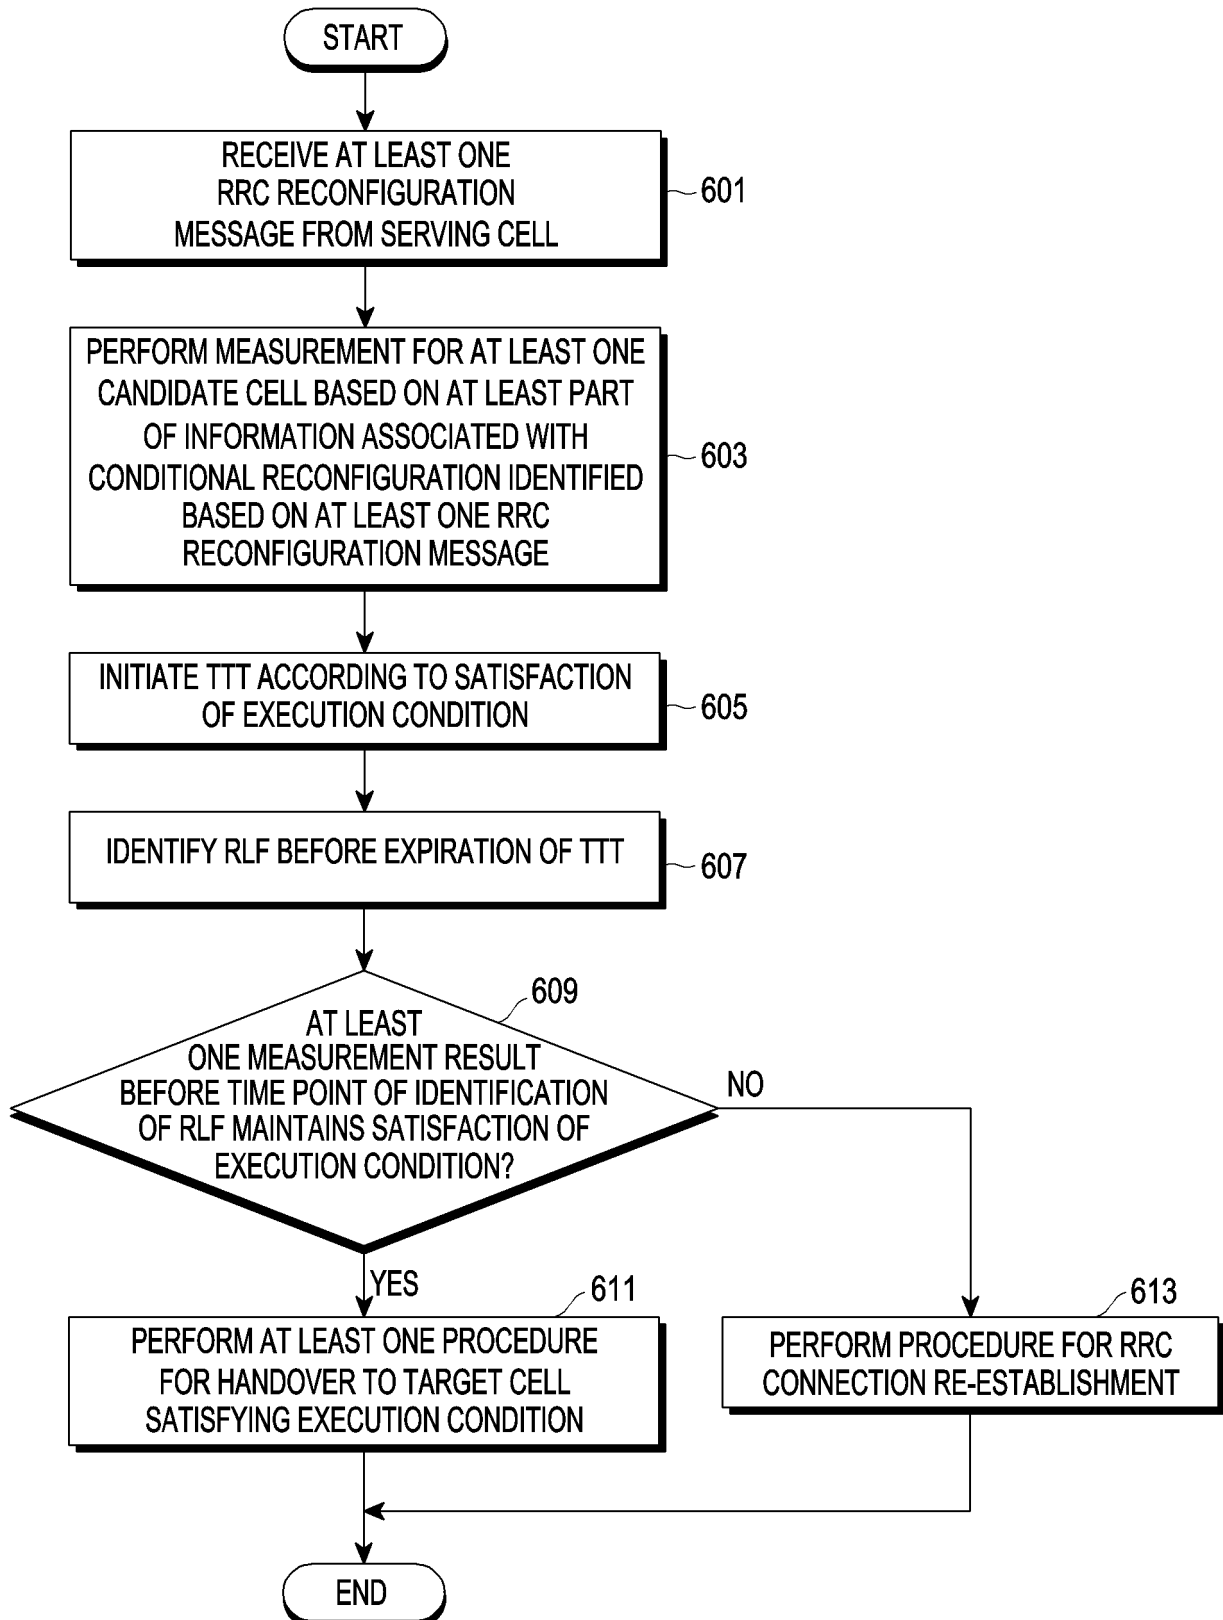 START
RECEIVE AT LEAST ONE
RRC RECONFIGURATION
MESSAGE FROM SERVING CELL
601
PERFORM MEASUREMENT FOR AT LEAST ONE
CANDIDATE CELL BASED ON AT LEAST PART
OF INFORMATION ASSOCIATED WITH
CONDITIONAL RECONFIGURATION IDENTIFIED
BASED ON AT LEAST ONE RRC
RECONFIGURATION MESSAGE
603
INITIATE TTT ACCORDING TO SATISFACTION
OF EXECUTION CONDITION
605
IDENTIFY RLF BEFORE EXPIRATION OF TTT
607
609
AT LEAST
ONE MEASUREMENT RESULT
BEFORE TIME POINT OF IDENTIFICATION
OF RLF MAINTAINS SATISFACTION OF
EXECUTION CONDITION?
NO
YES
611
PERFORM AT LEAST ONE PROCEDURE
FOR HANDOVER TO TARGET CELL
SATISFYING EXECUTION CONDITION
613
PERFORM PROCEDURE FOR RRC
CONNECTION RE-ESTABLISHMENT
END